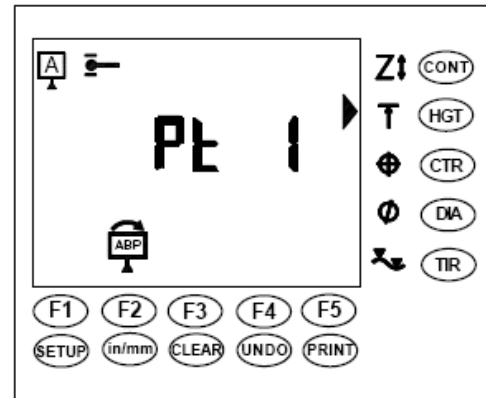 A
CONT
HGT
Pt 1
CTR
DIA
ABP
TIR
F1 F2 F3 F4 F5
SETUP in/mm CLEAR UNDO PRINT